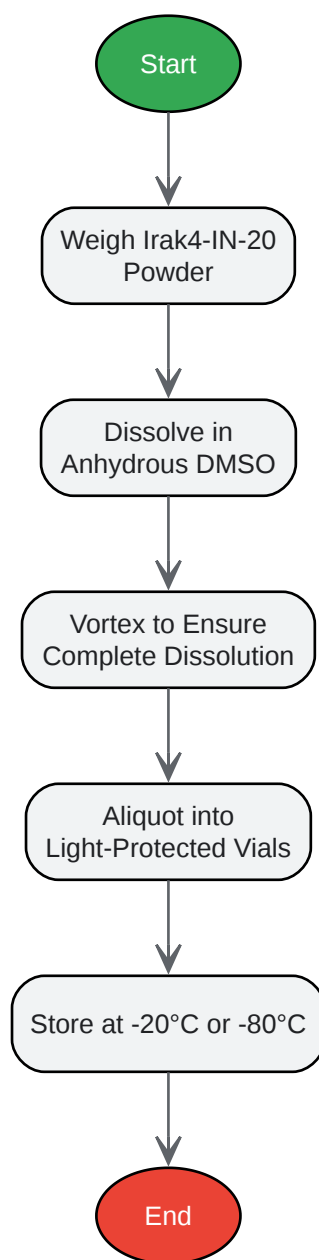 Start
Weigh Irak4-IN-20
Powder
Dissolve in
Anhydrous DMSO
Vortex to Ensure
Complete Dissolution
Aliquot into
Light-Protected Vials
Store at -20°C or -80°C
End